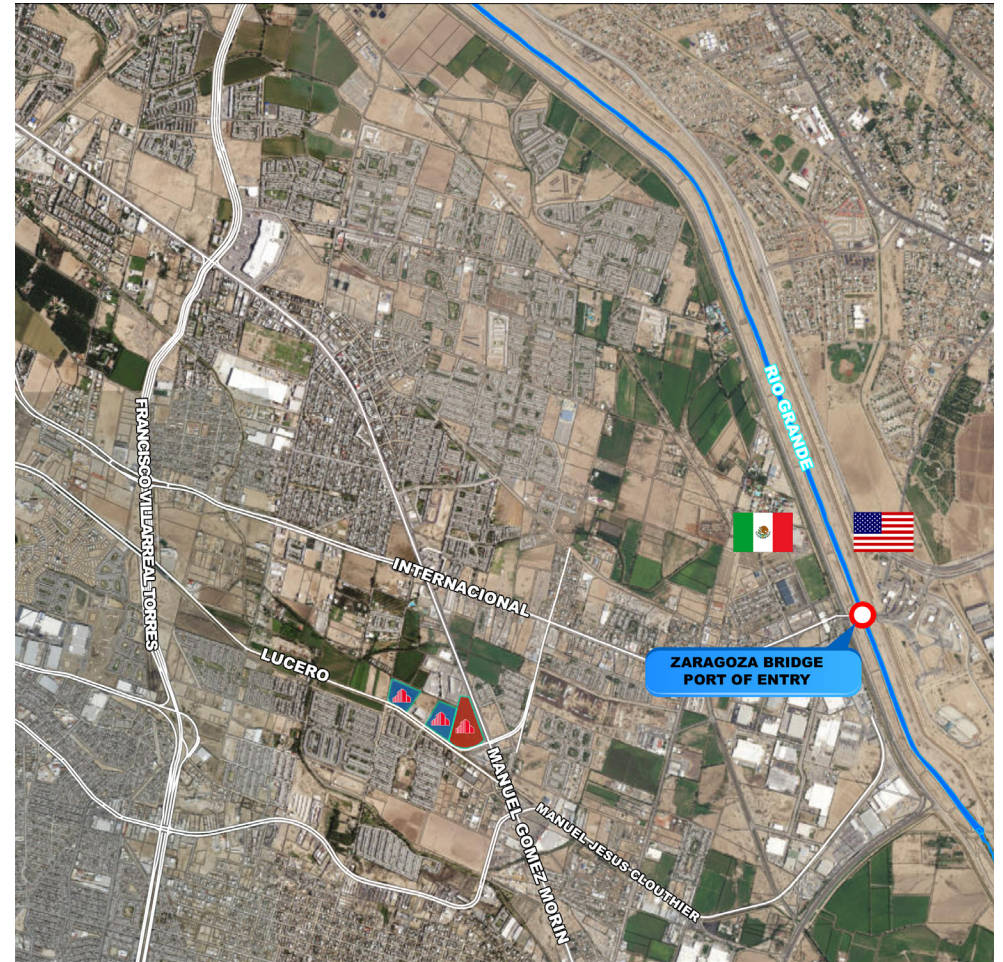 RIO GRANDE
FRANCISCO VILLARREAL TORRES
INTERNACIONAL
LUCERO
ZARAGOZA BRIDGE
PORT OF ENTRY
MANUEL GOMEZ MORIN
MANUEL JESUS CLOUTHIER